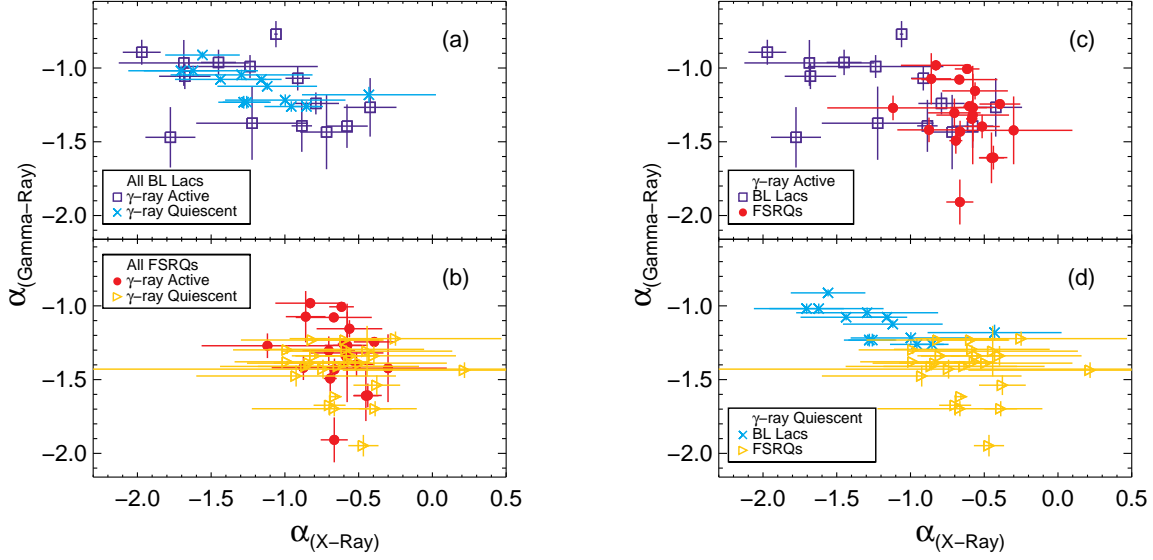 (a)
−1.0
−1.5
−2.0
α(Gamma−Ray)
All BL Lacs
γ−ray Active
γ−ray Quiescent
(b)
All FSRQs
γ−ray Active
γ−ray Quiescent
−1.0
−1.5
−2.0
−2.0 −1.5 −1.0 −0.5 0.0 0.5
α(X−Ray)
(c)
−1.0
−1.5
−2.0
α(Gamma−Ray)
γ−ray Active
BL Lacs
FSRQs
(d)
−1.0
−1.5
−2.0
γ−ray Quiescent
BL Lacs
FSRQs
−2.0 −1.5 −1.0 −0.5 0.0 0.5
α(X−Ray)